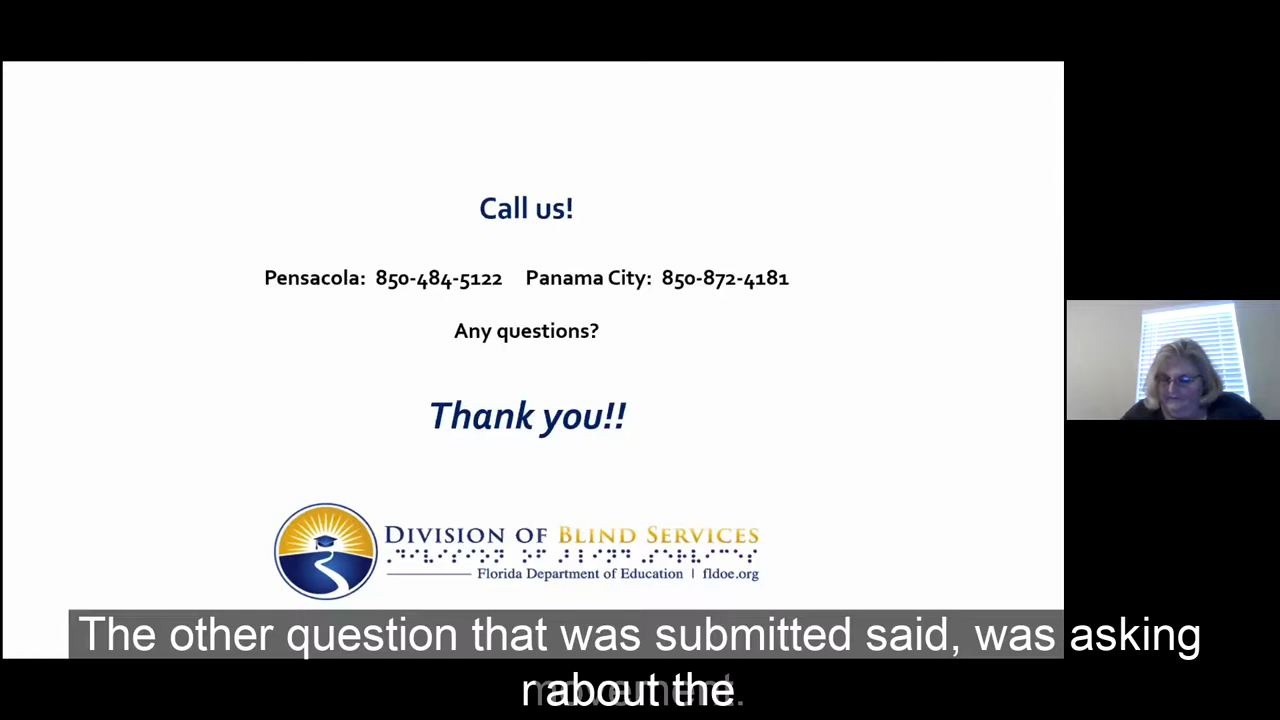 Call us!
Pensacola: 850-484-5122 Panama City: 850-872-4181
Any questions?
Thank you!!
DIVISION OF BLIND SERVICES
Florida Department of Education | fldoe.org
The other question that was submitted said, was asking
about the